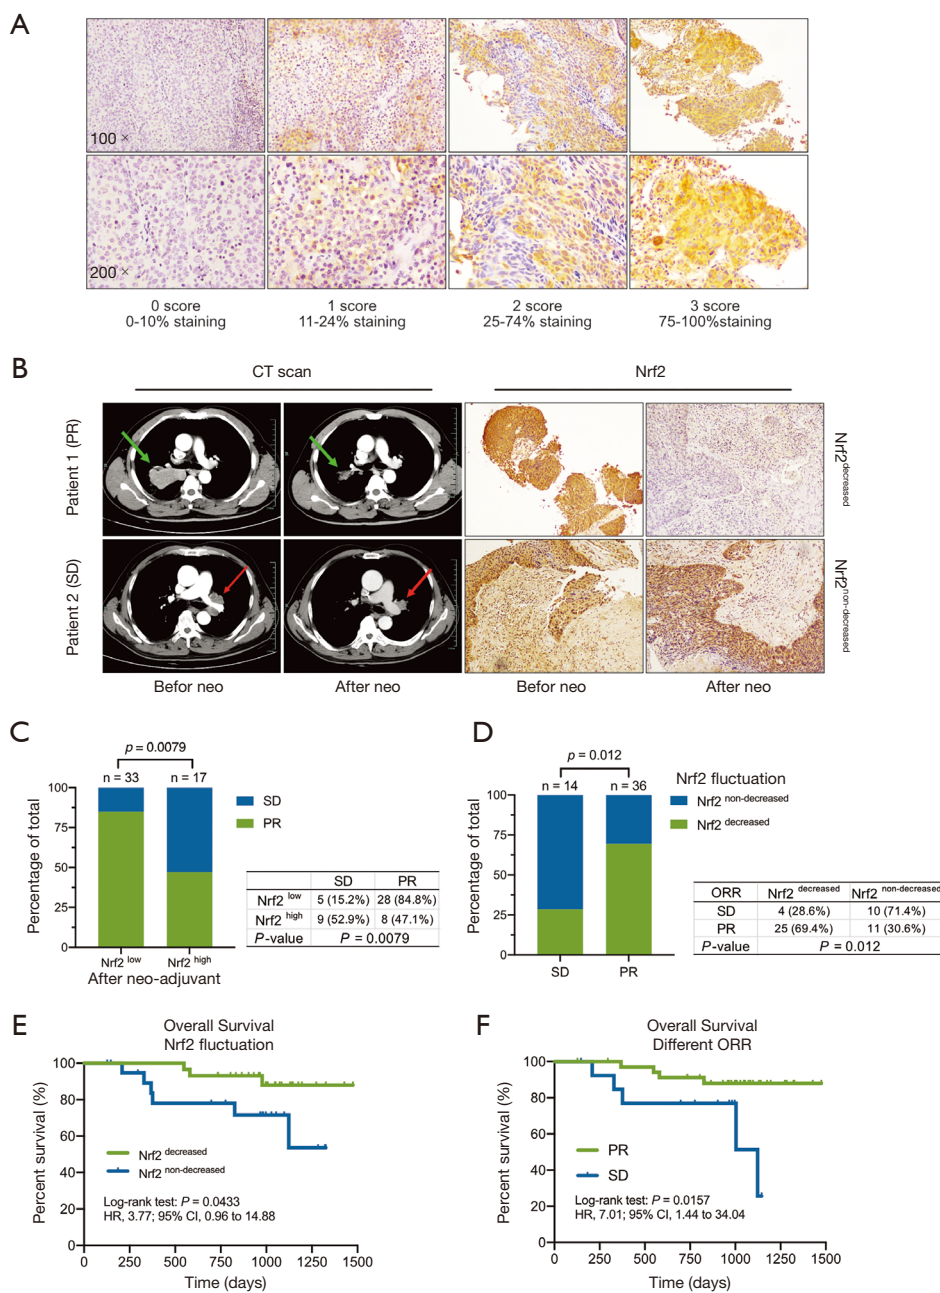 A
100 ×
200 ×
0 score
0-10% staining
1 score
11-24% staining
2 score
25-74% staining
3 score
75-100%staining
B
CT scan
Nrf2
Patient 1 (PR)
Nrf2decreased
Patient 2 (SD)
Nrf2non-decreased
Befor neo
After neo
Befor neo
After neo
C
p = 0.0079
n = 33
n = 17
Percentage of total
100
75
50
25
0
Nrf2 low
Nrf2 high
After neo-adjuvant
SD
PR
SD PR
Nrf2 low 5 (15.2%) 28 (84.8%)
Nrf2 high 9 (52.9%) 8 (47.1%)
P-value P = 0.0079
D
p = 0.012
n = 14
n = 36
Percentage of total
100
75
50
25
0
SD
PR
Nrf2 fluctuation
Nrf2 non-decreased
Nrf2 decreased
ORR Nrf2 decreased Nrf2 non-decreased
SD 4 (28.6%) 10 (71.4%)
PR 25 (69.4%) 11 (30.6%)
P-value P = 0.012
E
Overall Survival
Nrf2 fluctuation
Percent survival (%)
100
80
60
40
20
0
Nrf2 decreased
Nrf2 non-decreased
Log-rank test: P = 0.0433
HR, 3.77; 95% CI, 0.96 to 14.88
0 250 500 750 1000 1250 1500
Time (days)
F
Overall Survival
Different ORR
Percent survival (%)
100
80
60
40
20
0
PR
SD
Log-rank test: P = 0.0157
HR, 7.01; 95% CI, 1.44 to 34.04
0 250 500 750 1000 1250 1500
Time (days)